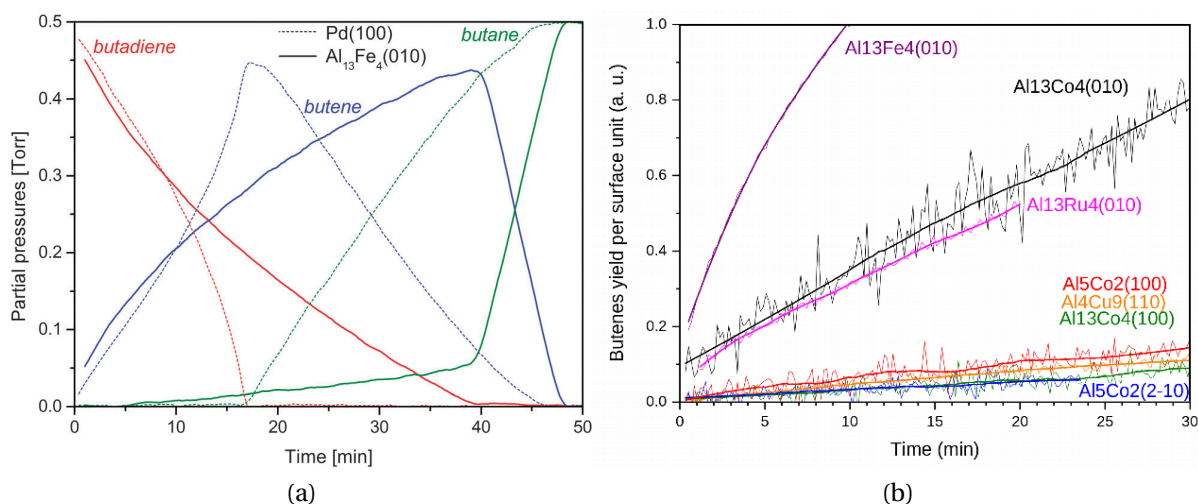 0.5
0.4
0.3
0.2
0.1
0.0
Partial pressures [Torr]
butadiene
Pd(100)
Al₁₃Fe₄(010)
butane
butene
0
10
20
30
40
50
Time [min]
(a)
1.0
0.8
0.6
0.4
0.2
0.0
Butenes yield per surface unit (a. u.)
Al13Fe4(010)
Al13Co4(010)
Al13Ru4(010)
Al5Co2(100)
Al4Cu9(110)
Al13Co4(100)
Al5Co2(2-10)
5
10
15
20
25
30
Time (min)
(b)